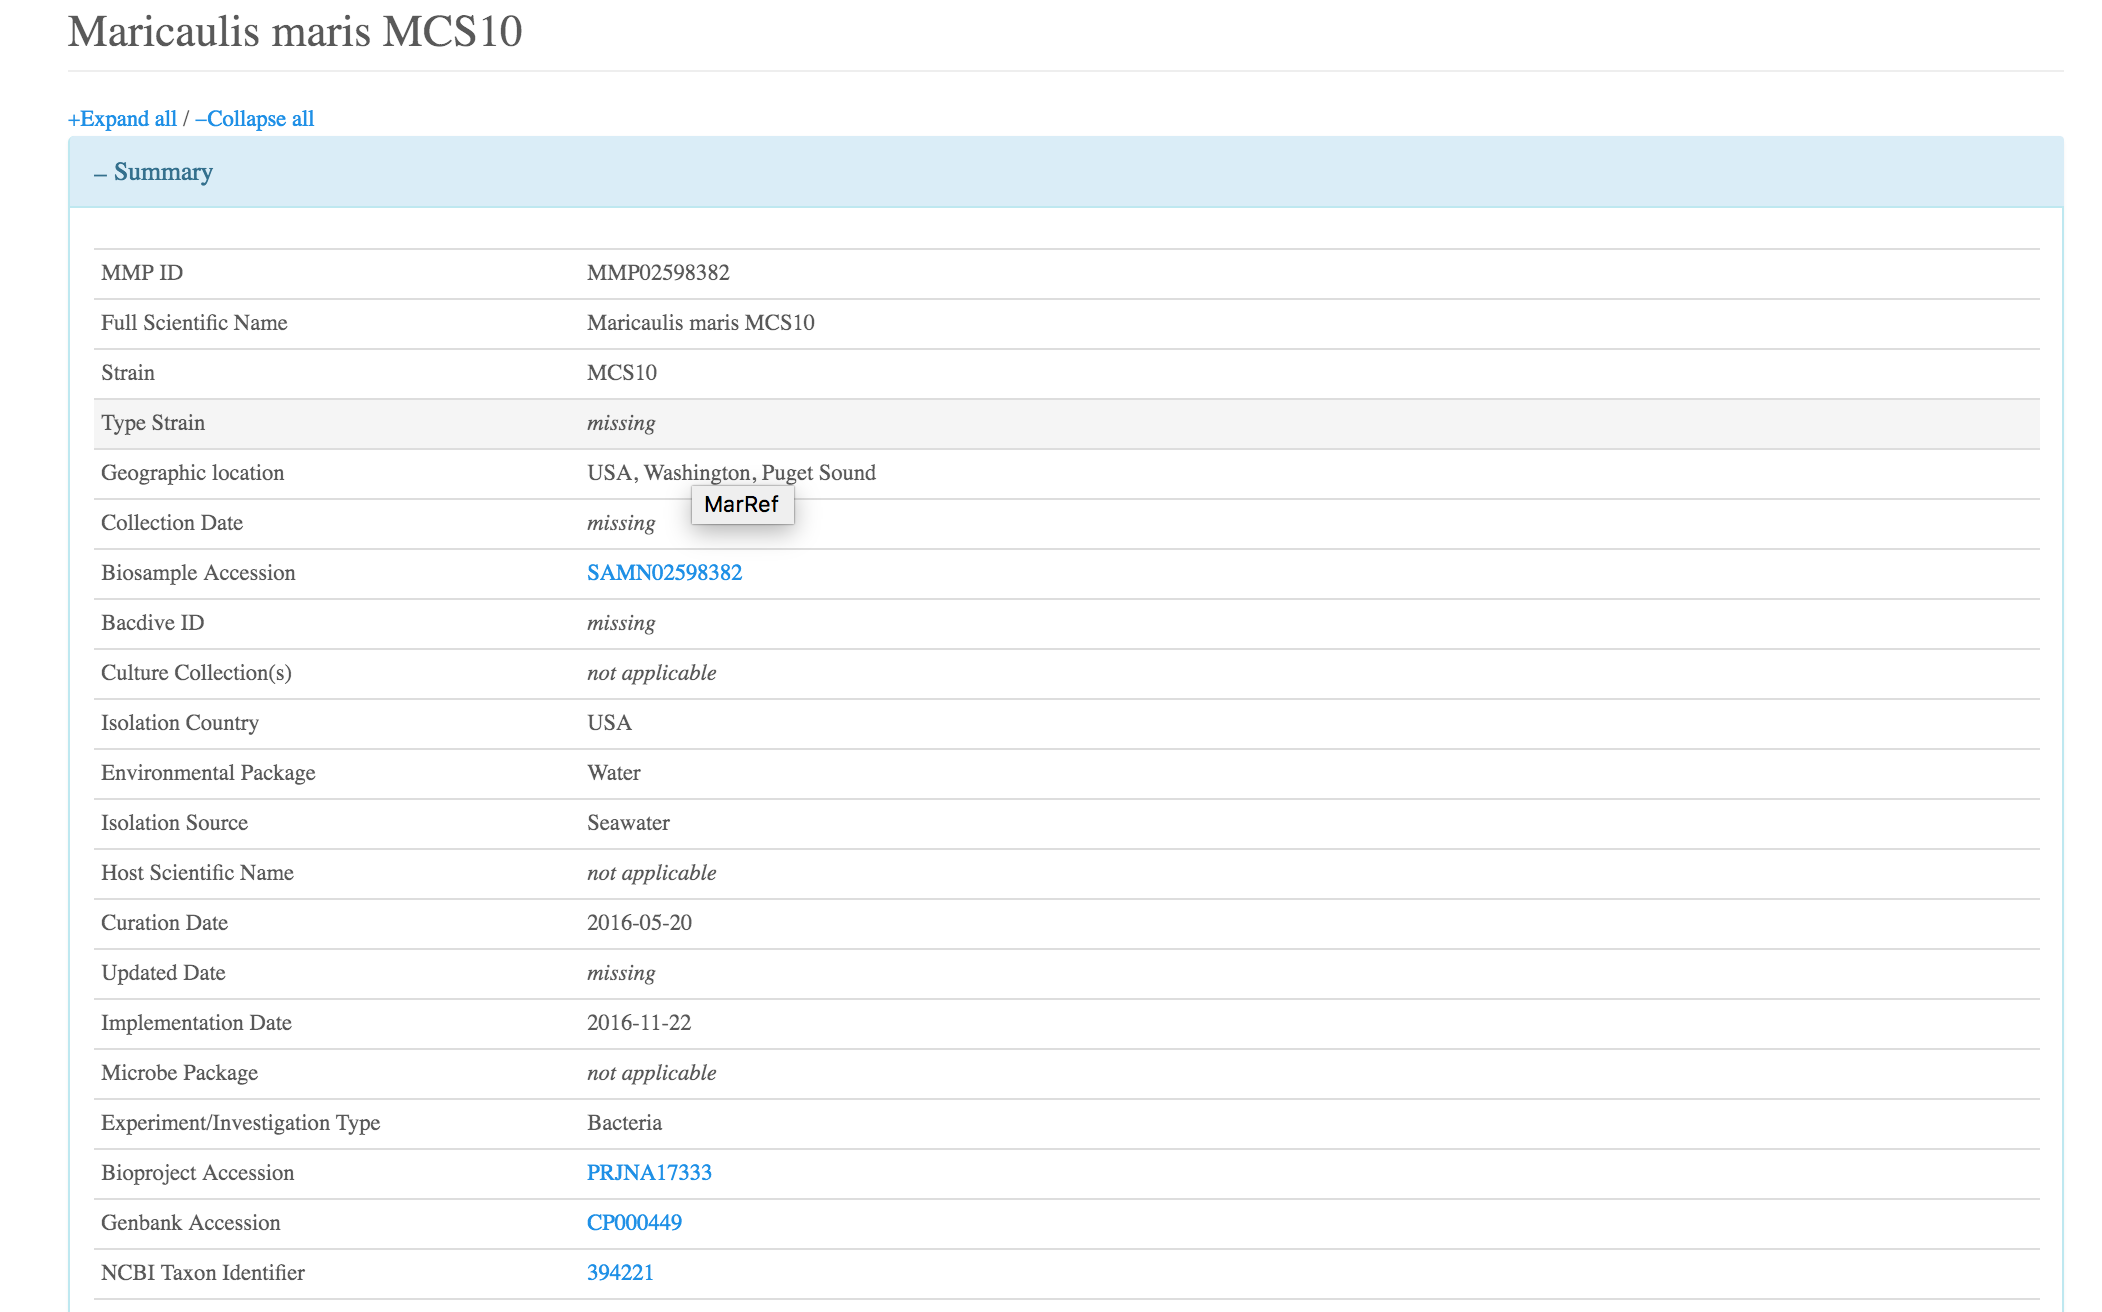 Maricaulis maris MCS10
+Expand all / –Collapse all
– Summary
MMP ID MMP02598382
Full Scientific Name Maricaulis maris MCS10
Strain MCS10
Type Strain missing
Geographic location USA, Washington, Puget Sound
MarRef
Collection Date missing
Biosample Accession SAMN02598382
Bacdive ID missing
Culture Collection(s) not applicable
Isolation Country USA
Environmental Package Water
Isolation Source Seawater
Host Scientific Name not applicable
Curation Date 2016-05-20
Updated Date missing
Implementation Date 2016-11-22
Microbe Package not applicable
Experiment/Investigation Type Bacteria
Bioproject Accession PRJNA17333
Genbank Accession CP000449
NCBI Taxon Identifier 394221